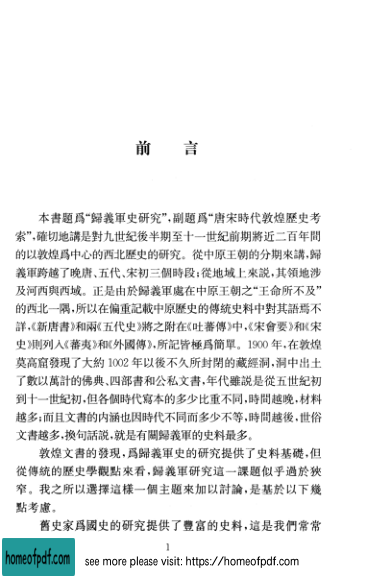 前　言
本書題爲“歸義軍史研究”,副題爲“唐宋時代敦煌歷史考
索”,確切地講是對九世紀後半期至十一世紀前期將近二百年間
的以敦煌爲中心的西北歷史的研究。從中原王朝的分期來講,歸
義軍跨越了晚唐、五代、宋初三個時段;從地域上來説,其領地涉
及河西與西域。正是由於歸義軍處在中原王朝之“王命所不及”
的西北一隅,所以在偏重記載中原歷史的傳統史料中對其語焉不
詳,《新唐書》和兩《五代史》將之附在《吐蕃傳》中,《宋會要》和《宋
史》則列入《蕃夷》和《外國傳》,所記皆極爲簡單。1900 年,在敦煌
莫高窟發現了大約 1002 年以後不久所封閉的藏經洞,洞中出土
了數以萬計的佛典、四部書和公私文書,年代雖説是從五世紀初
到十一世紀初,但各個時代寫本的多少比重不同,時間越晚,材料
越多;而且文書的内涵也因時代不同而多少不等,時間越後,世俗
文書越多,換句話説,就是有關歸義軍的史料最多。
敦煌文書的發現,爲歸義軍史的研究提供了史料基礎,但
從傳統的歷史學觀點來看,歸義軍研究這一課題似乎過於狹
窄。我之所以選擇這樣一個主題來加以討論,是基於以下幾
點考慮。
舊史家爲國史的研究提供了豐富的史料,這是我們常常
1
homeofpdf.com
see more please visit: https://homeofpdf.com